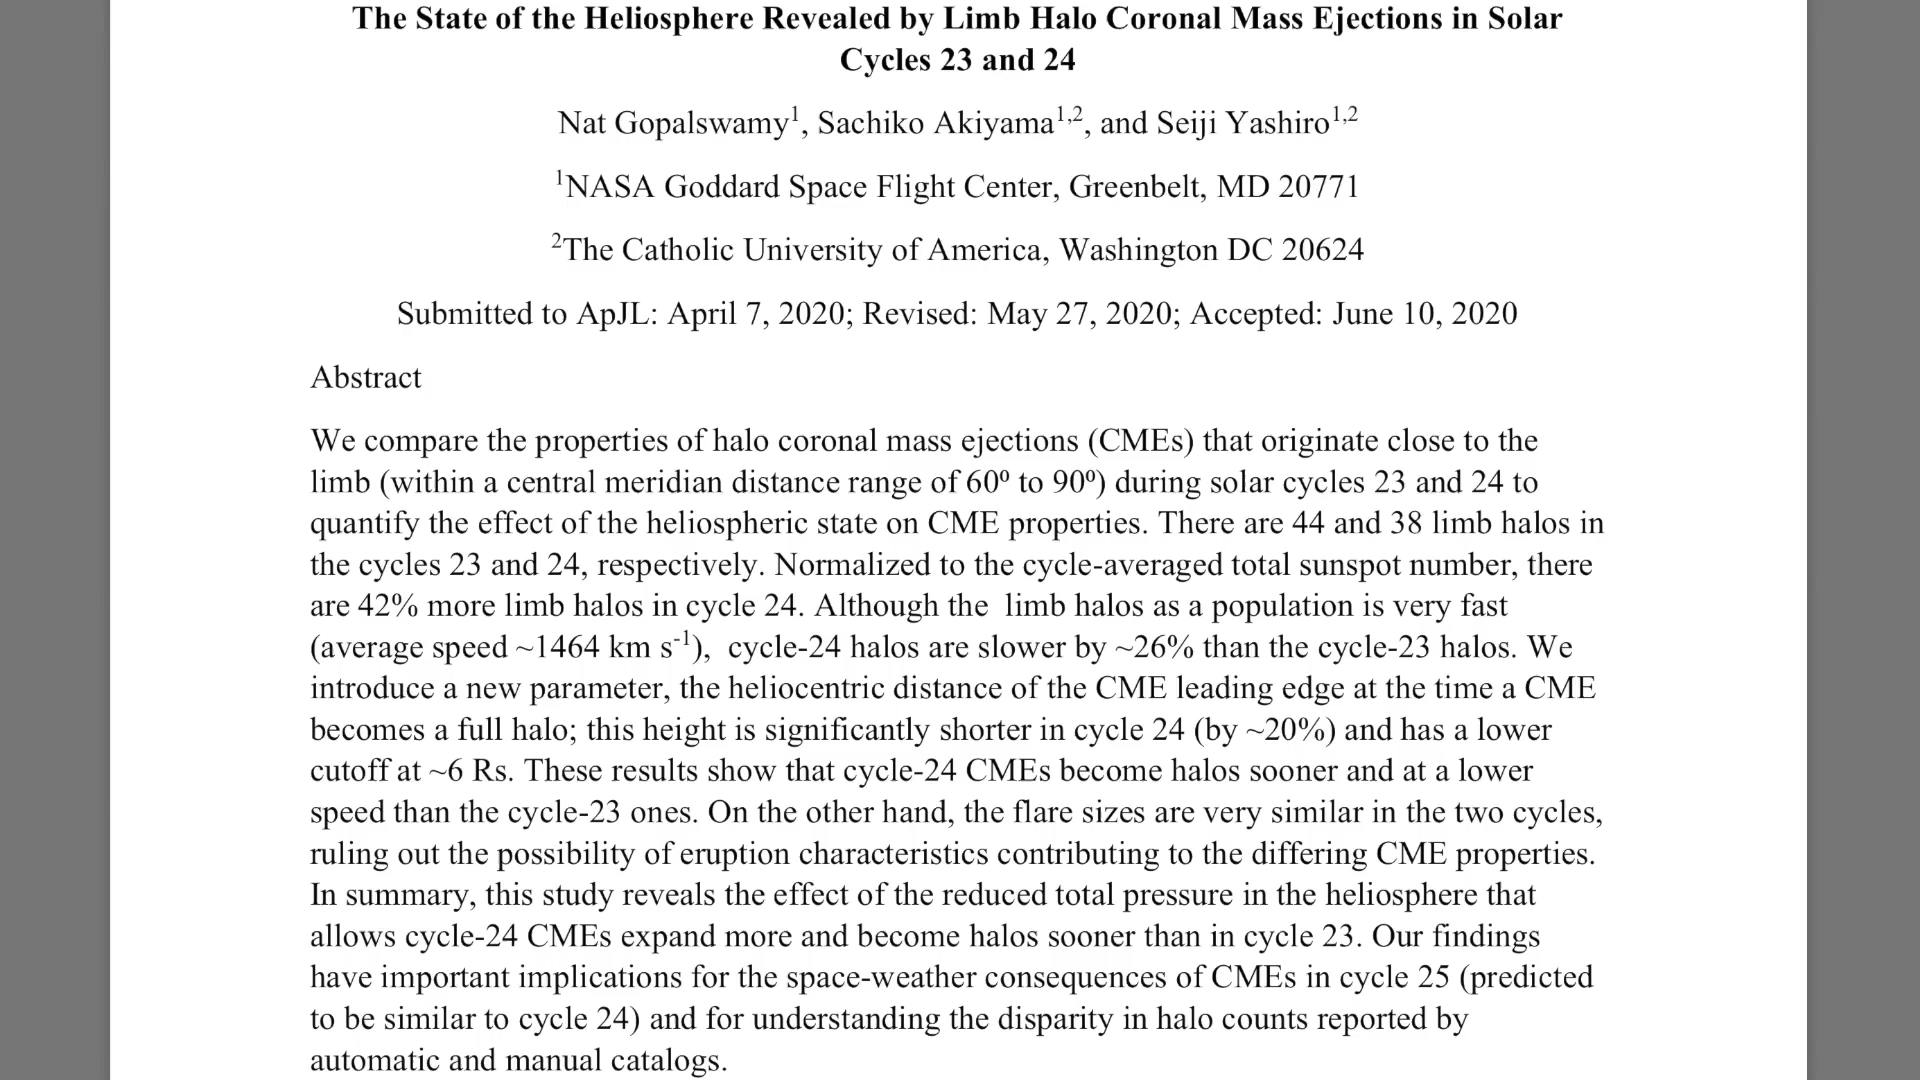 The State of the Heliosphere Revealed by Limb Halo Coronal Mass Ejections in Solar
Cycles 23 and 24
Nat Gopalswamy1, Sachiko Akiyama1,2, and Seiji Yashiro1,2
1NASA Goddard Space Flight Center, Greenbelt, MD 20771
2The Catholic University of America, Washington DC 20624
Submitted to ApJL: April 7, 2020; Revised: May 27, 2020; Accepted: June 10, 2020
Abstract
We compare the properties of halo coronal mass ejections (CMEs) that originate close to the
limb (within a central meridian distance range of 60º to 90º) during solar cycles 23 and 24 to
quantify the effect of the heliospheric state on CME properties. There are 44 and 38 limb halos in
the cycles 23 and 24, respectively. Normalized to the cycle-averaged total sunspot number, there
are 42% more limb halos in cycle 24. Although the  limb halos as a population is very fast
(average speed ~1464 km s-1),  cycle-24 halos are slower by ~26% than the cycle-23 halos. We
introduce a new parameter, the heliocentric distance of the CME leading edge at the time a CME
becomes a full halo; this height is significantly shorter in cycle 24 (by ~20%) and has a lower
cutoff at ~6 Rs. These results show that cycle-24 CMEs become halos sooner and at a lower
speed than the cycle-23 ones. On the other hand, the flare sizes are very similar in the two cycles,
ruling out the possibility of eruption characteristics contributing to the differing CME properties.
In summary, this study reveals the effect of the reduced total pressure in the heliosphere that
allows cycle-24 CMEs expand more and become halos sooner than in cycle 23. Our findings
have important implications for the space-weather consequences of CMEs in cycle 25 (predicted
to be similar to cycle 24) and for understanding the disparity in halo counts reported by
automatic and manual catalogs.